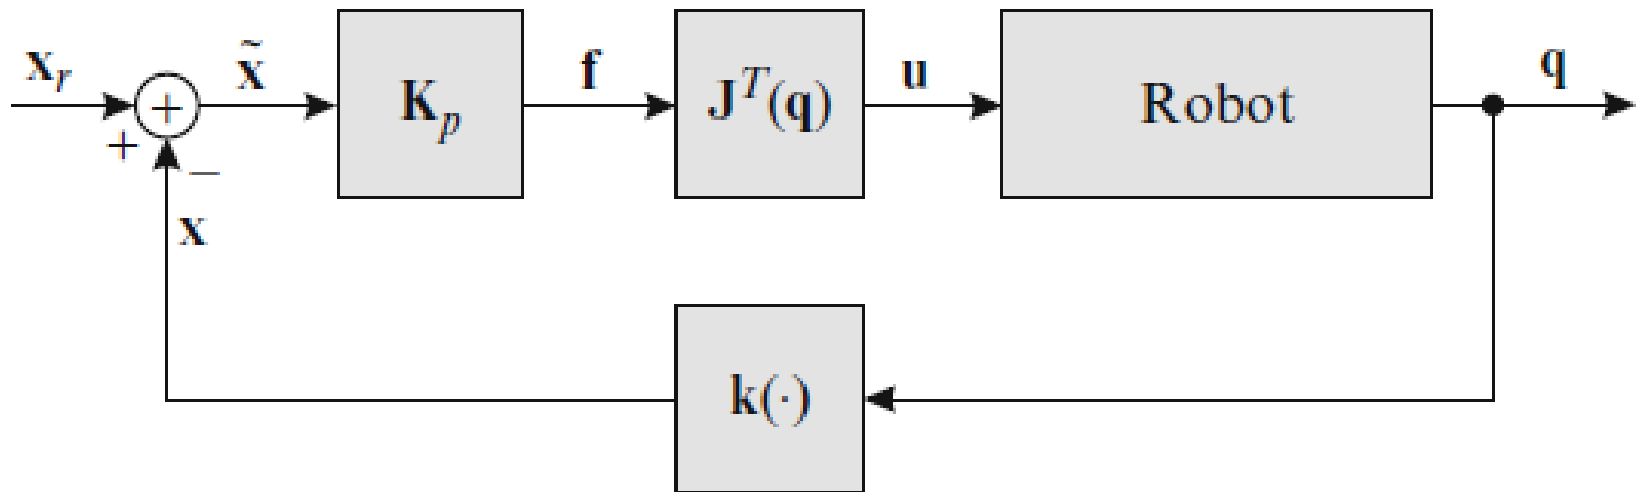 x_r
x̃
K_p
f
J^T(q)
u
Robot
q
+
+
−
x
k(·)